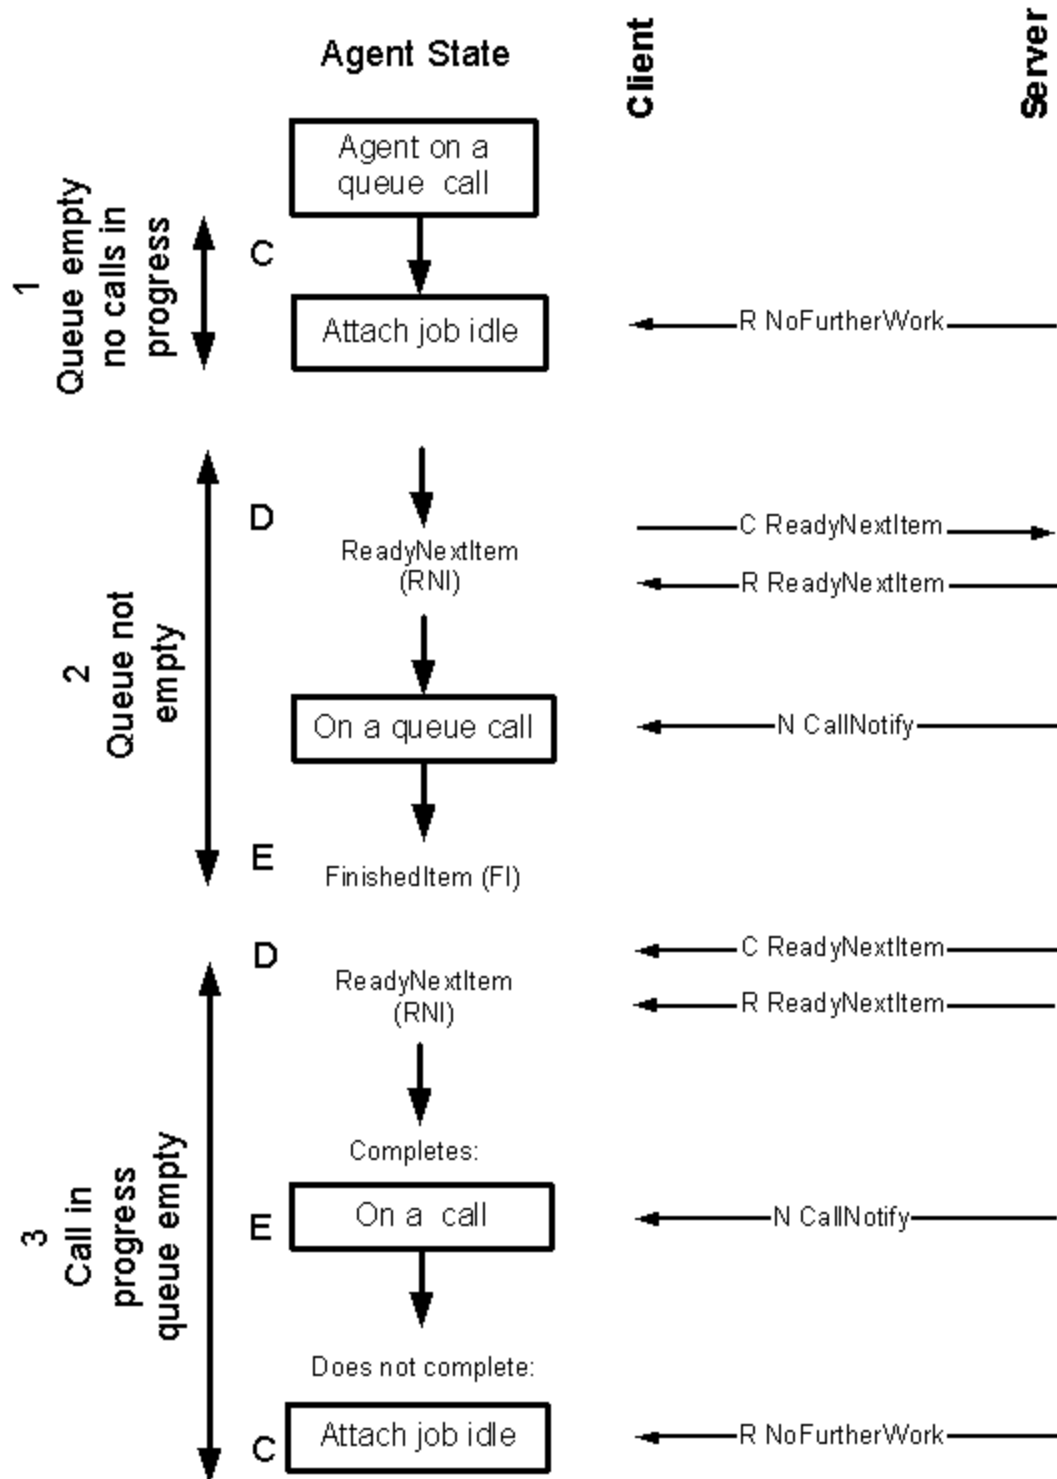 Agent State
Client
Server
Agent on a
queue call
1
Queue empty
no calls in
progress
C
Attach job idle
R NoFurtherWork
2
Queue not
empty
D
ReadyNextItem
(RNI)
C ReadyNextItem
R ReadyNextItem
On a queue call
N CallNotify
E
FinishedItem (FI)
3
Call in
progress
queue empty
D
ReadyNextItem
(RNI)
C ReadyNextItem
R ReadyNextItem
Completes:
E
On a call
N CallNotify
Does not complete:
C
Attach job idle
R NoFurtherWork